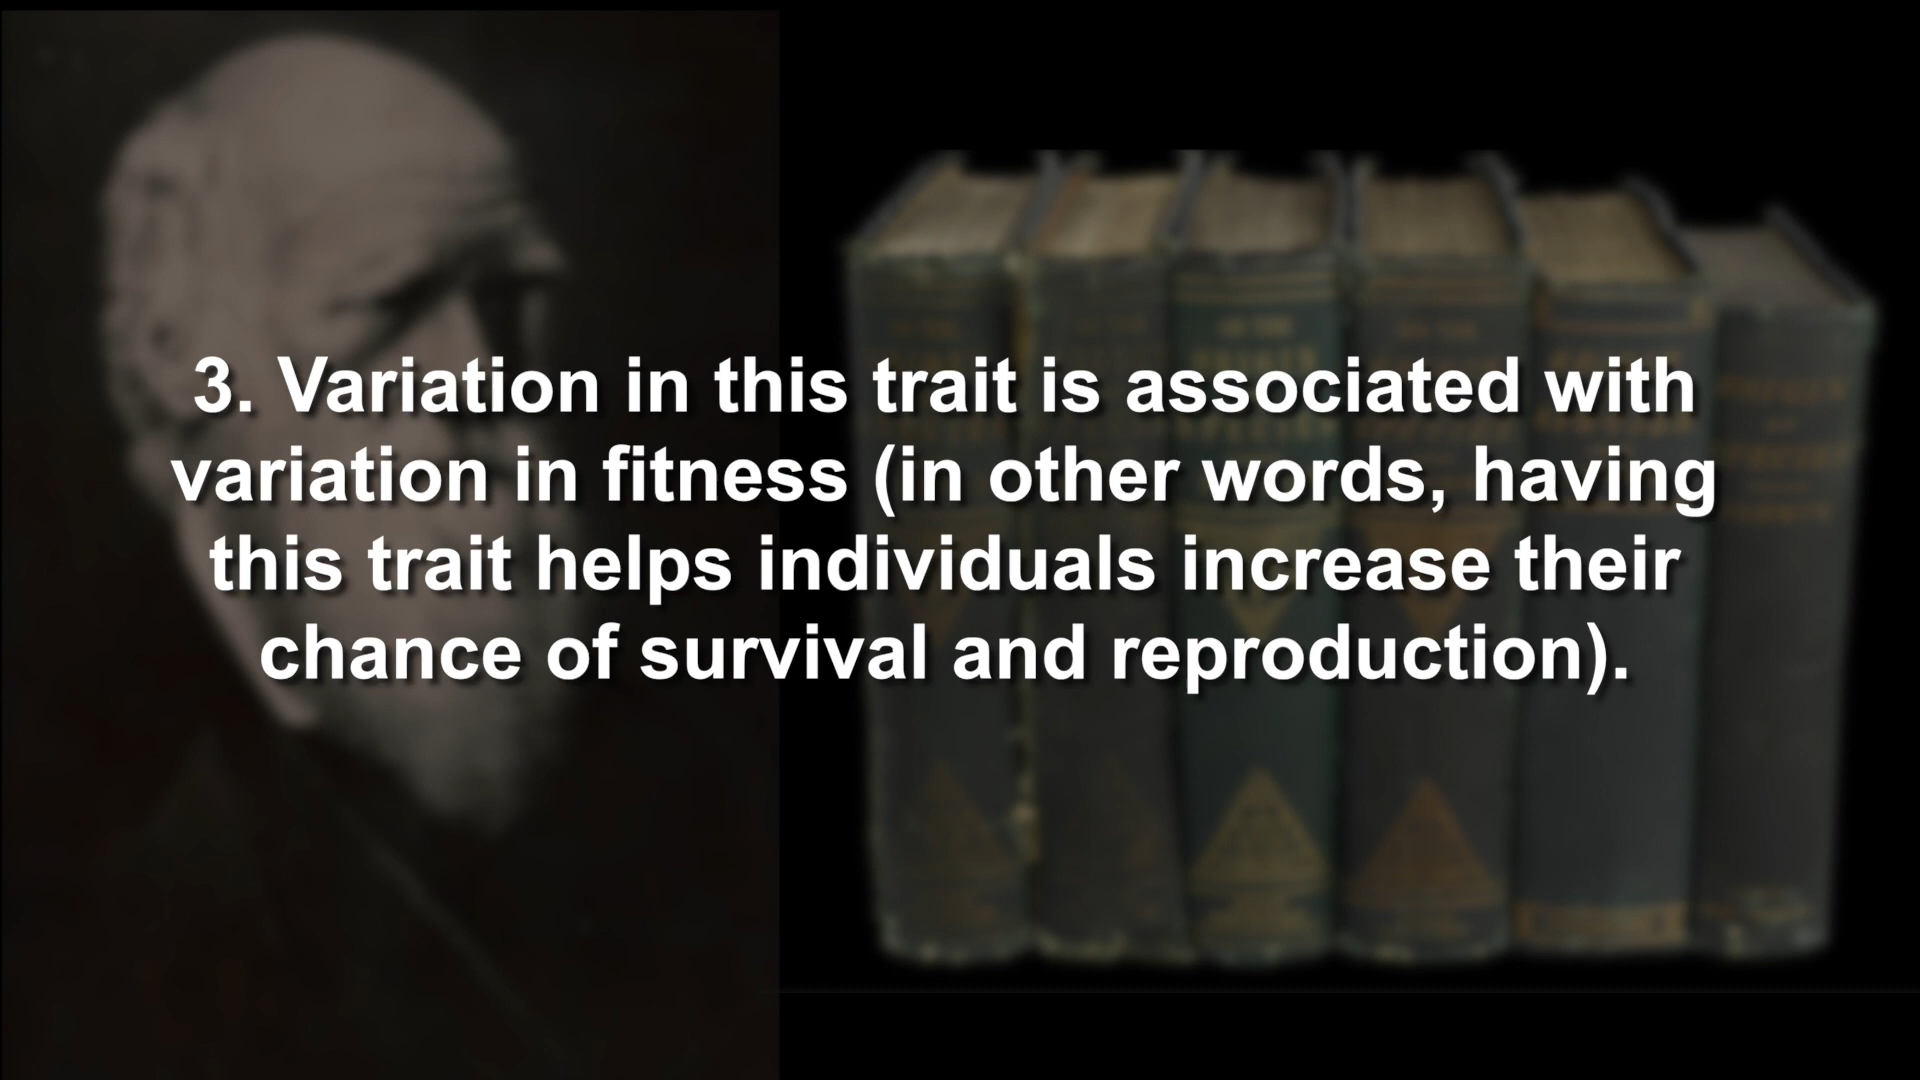 3. Variation in this trait is associated with
variation in fitness (in other words, having
this trait helps individuals increase their
chance of survival and reproduction).